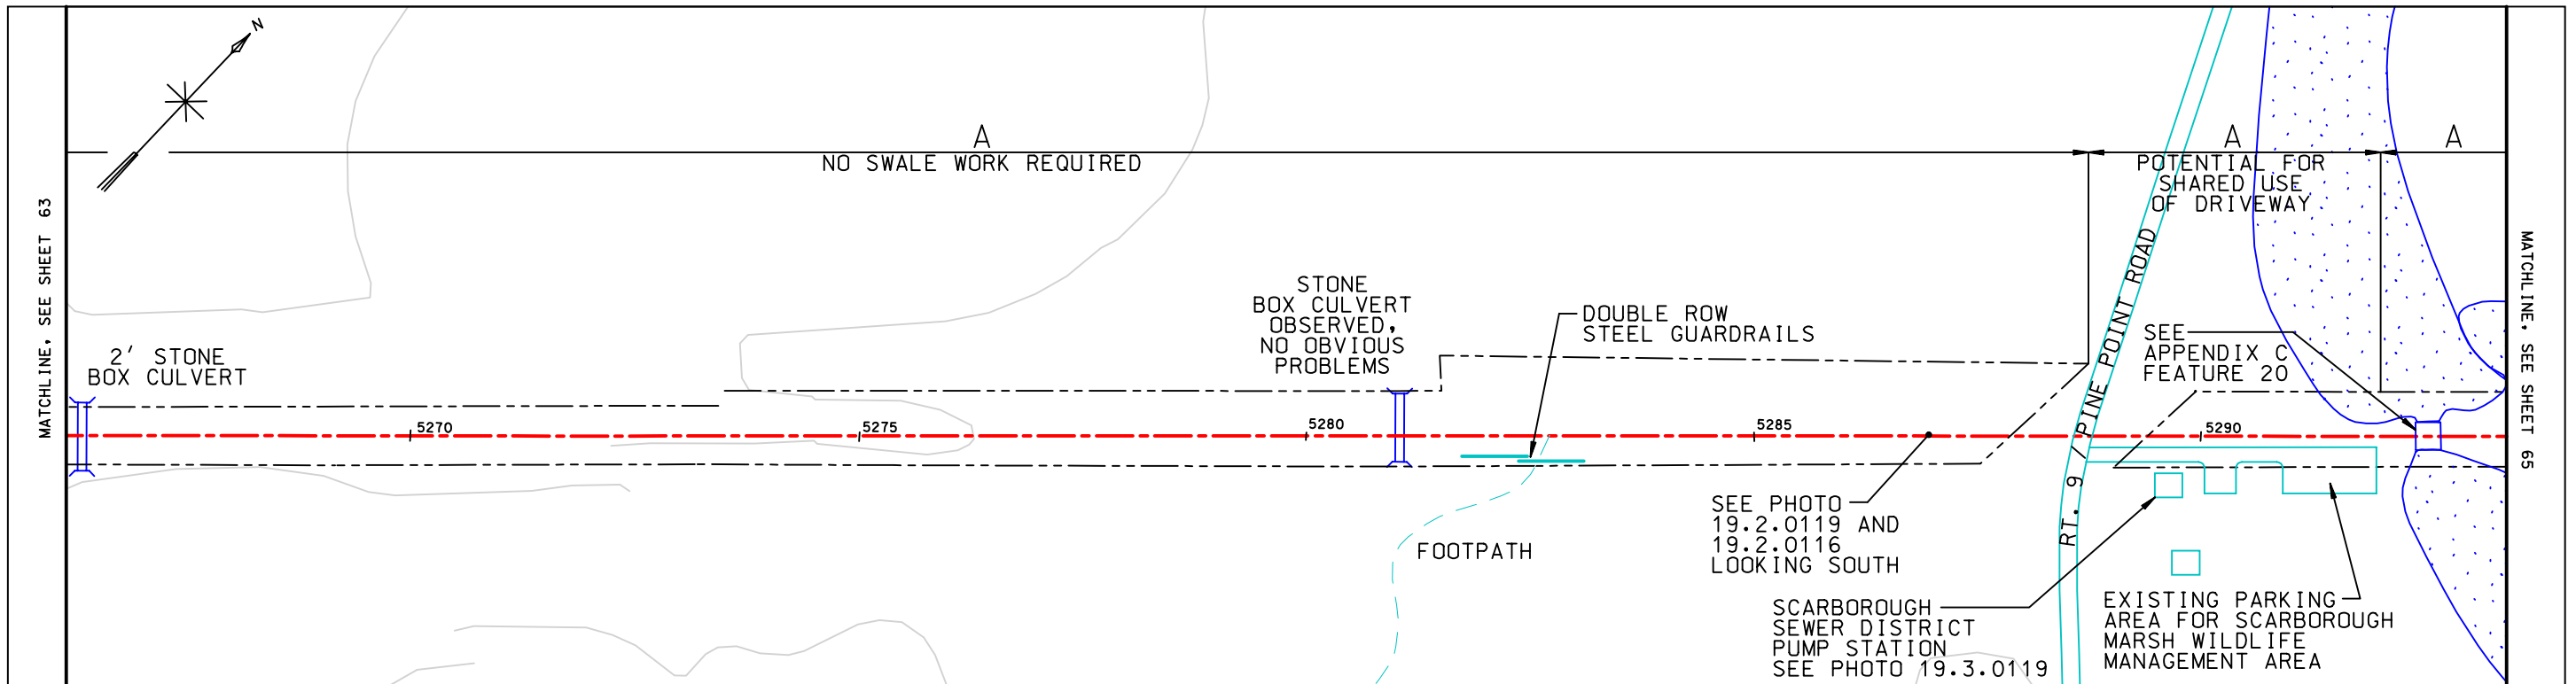 N
MATCHLINE, SEE SHEET 63
A
NO SWALE WORK REQUIRED
A
POTENTIAL FOR
SHARED USE
OF DRIVEWAY
A
2' STONE
BOX CULVERT
STONE
BOX CULVERT
OBSERVED,
NO OBVIOUS
PROBLEMS
DOUBLE ROW
STEEL GUARDRAILS
RT. 9 / PINE POINT ROAD
SEE
APPENDIX C
FEATURE 20
5270
5275
5280
5285
5290
FOOTPATH
SEE PHOTO
19.2.0119 AND
19.2.0116
LOOKING SOUTH
SCARBOROUGH
SEWER DISTRICT
PUMP STATION
SEE PHOTO 19.3.0119
EXISTING PARKING
AREA FOR SCARBOROUGH
MARSH WILDLIFE
MANAGEMENT AREA
MATCHLINE, SEE SHEET 65